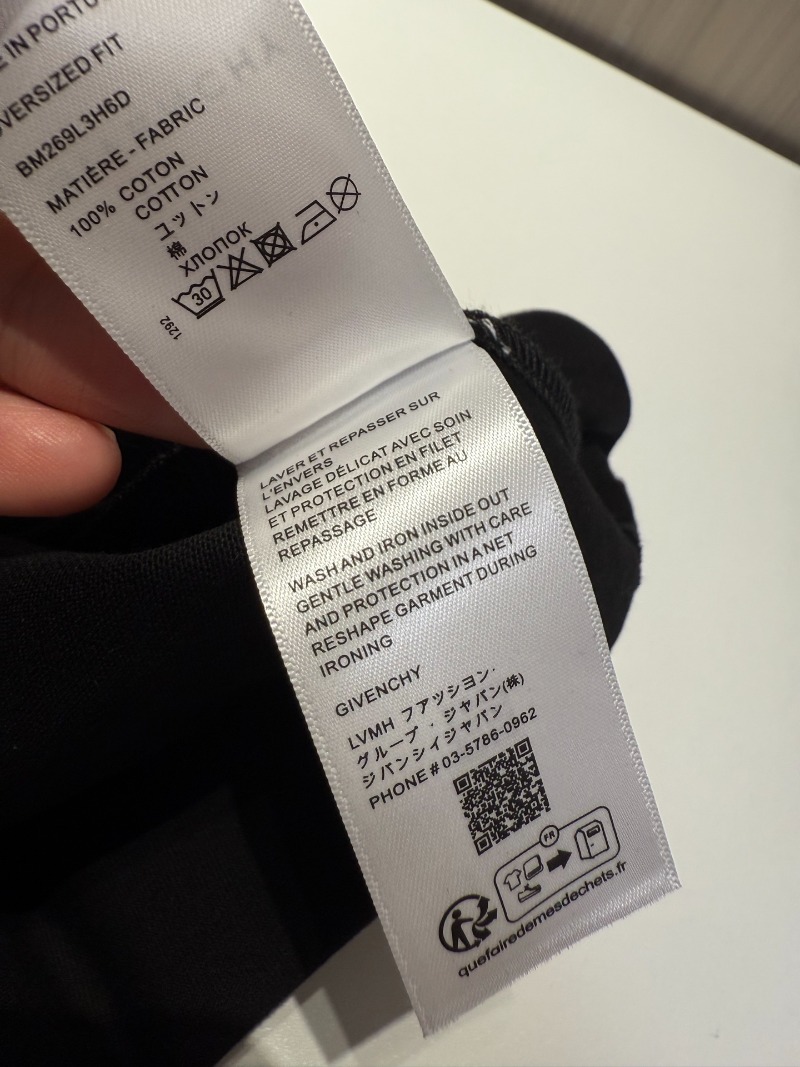 E IN PORTU
OVERSIZED FIT
BM269L3H6D
MATIÈRE - FABRIC
100% COTON
COTTON
コットン
棉
ХЛОПОК
30
1292
LAVER ET REPASSER SUR
L'ENVERS
LAVAGE DÉLICAT AVEC SOIN
ET PROTECTION EN FILET
REMETTRE EN FORME AU
REPASSAGE
WASH AND IRON INSIDE OUT
GENTLE WASHING WITH CARE
AND PROTECTION IN A NET
RESHAPE GARMENT DURING
IRONING
GIVENCHY
LVMH ファッション・
グループ・ジャパン(株)
ジバンシィジャパン
PHONE # 03-5786-0962
FR
quefairedemesdechets.fr